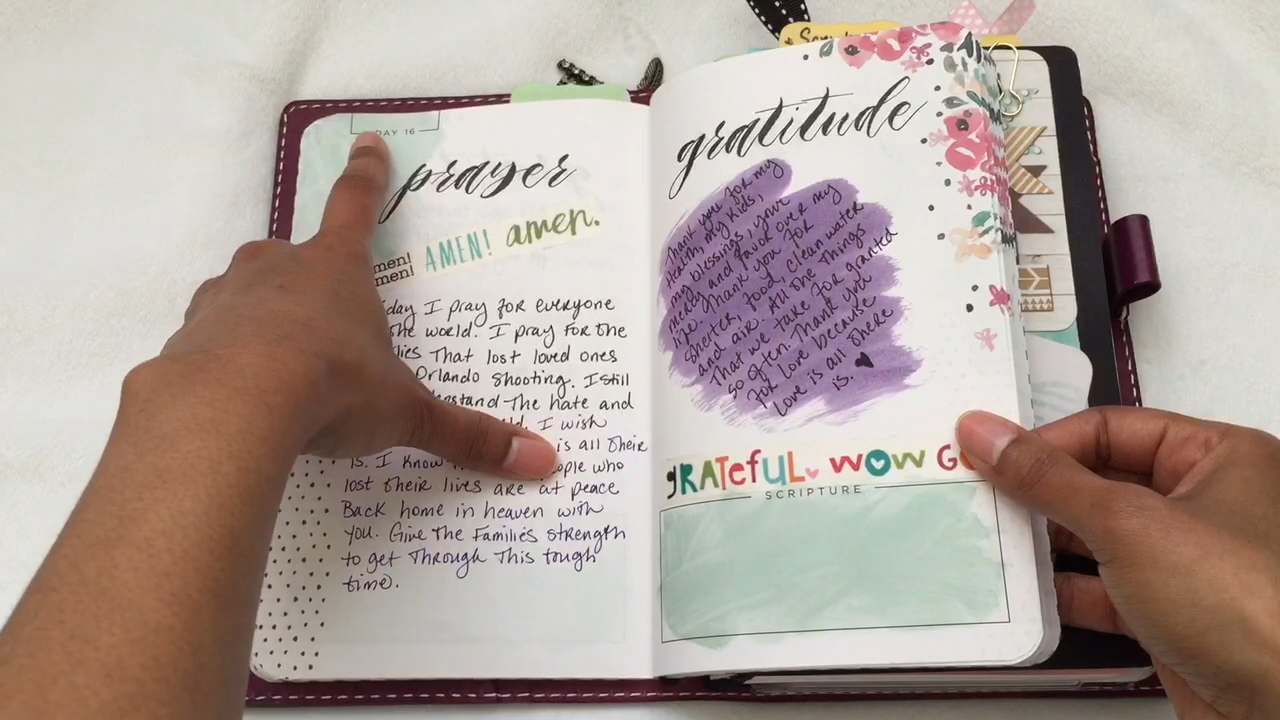 DAY 16
prayer
men! AMEN! amen.
men!
day I pray for everyone
the world. I pray for the
lies That lost loved ones
Orlando Shooting. I still
The hate and
I wish
is all their
is. I know ople who
lost their lives are at peace
Back home in heaven with
you. Give The Families strength
to get Through This tough
time.
gratitude
Thank you for my
Health, my kids,
my blessings, your
mercy and favor over my
life. Thank you for
shelter, food, clean water
and air. All the Things
That we take for granted
so often. Thank you
for love because
Love is all There
is.
GRATEFUL WOW
SCRIPTURE